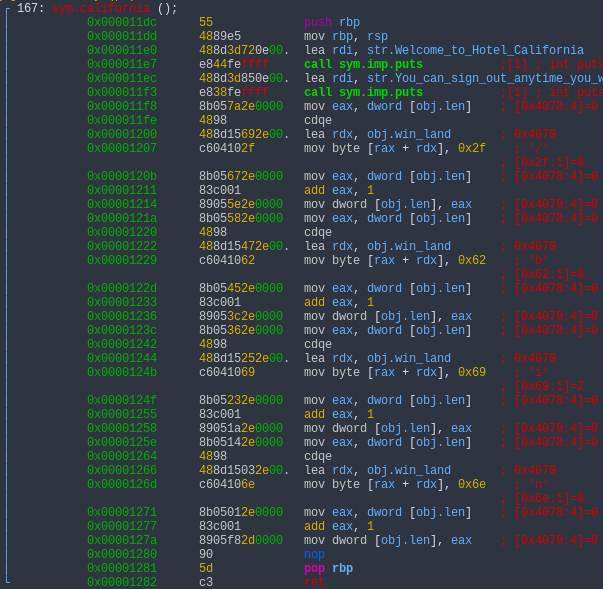 167: sym.california ();
0x000011dc 55 push rbp
0x000011dd 4889e5 mov rbp, rsp
0x000011e0 488d3d720e00. lea rdi, str.Welcome_to_Hotel_California
0x000011e7 e844feffff call sym.imp.puts ;[1] ; int puts
0x000011ec 488d3d850e00. lea rdi, str.You_can_sign_out_anytime_you_w
0x000011f3 e838feffff call sym.imp.puts ;[1] ; int puts
0x000011f8 8b057a2e0000 mov eax, dword [obj.len] ; [0x4078:4]=0
0x000011fe 4898 cdqe
0x00001200 488d15692e00. lea rdx, obj.win_land ; 0x4070
0x00001207 c604102f mov byte [rax + rdx], 0x2f ; '/'
; [0x2f:1]=0
0x0000120b 8b05672e0000 mov eax, dword [obj.len] ; [0x4078:4]=0
0x00001211 83c001 add eax, 1
0x00001214 89055e2e0000 mov dword [obj.len], eax ; [0x4078:4]=0
0x0000121a 8b05582e0000 mov eax, dword [obj.len] ; [0x4078:4]=0
0x00001220 4898 cdqe
0x00001222 488d15472e00. lea rdx, obj.win_land ; 0x4070
0x00001229 c6041062 mov byte [rax + rdx], 0x62 ; 'b'
; [0x62:1]=0
0x0000122d 8b05452e0000 mov eax, dword [obj.len] ; [0x4078:4]=0
0x00001233 83c001 add eax, 1
0x00001236 89053c2e0000 mov dword [obj.len], eax ; [0x4078:4]=0
0x0000123c 8b05362e0000 mov eax, dword [obj.len] ; [0x4078:4]=0
0x00001242 4898 cdqe
0x00001244 488d15252e00. lea rdx, obj.win_land ; 0x4070
0x0000124b c6041069 mov byte [rax + rdx], 0x69 ; 'i'
; [0x69:1]=2
0x0000124f 8b05232e0000 mov eax, dword [obj.len] ; [0x4078:4]=0
0x00001255 83c001 add eax, 1
0x00001258 89051a2e0000 mov dword [obj.len], eax ; [0x4078:4]=0
0x0000125e 8b05142e0000 mov eax, dword [obj.len] ; [0x4078:4]=0
0x00001264 4898 cdqe
0x00001266 488d15032e00. lea rdx, obj.win_land ; 0x4070
0x0000126d c604106e mov byte [rax + rdx], 0x6e ; 'n'
; [0x6e:1]=0
0x00001271 8b05012e0000 mov eax, dword [obj.len] ; [0x4078:4]=0
0x00001277 83c001 add eax, 1
0x0000127a 8905f82d0000 mov dword [obj.len], eax ; [0x4078:4]=0
0x00001280 90 nop
0x00001281 5d pop rbp
0x00001282 c3 ret